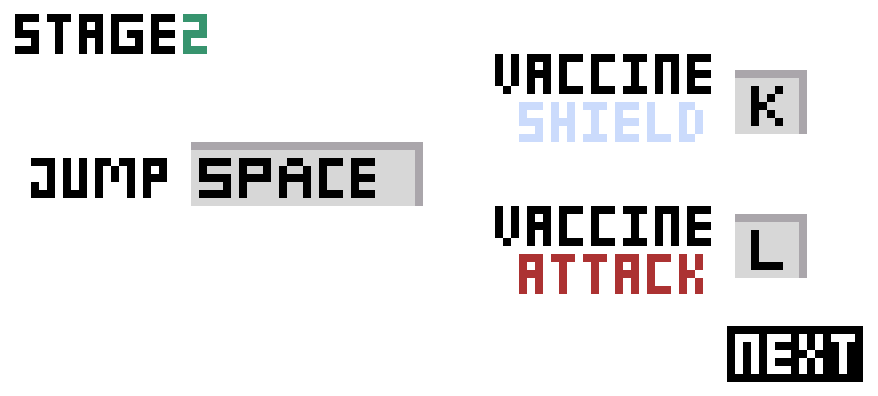 STAGE2
JUMP SPACE
VACCINE
SHIELD
K
VACCINE
ATTACK
L
NEXT